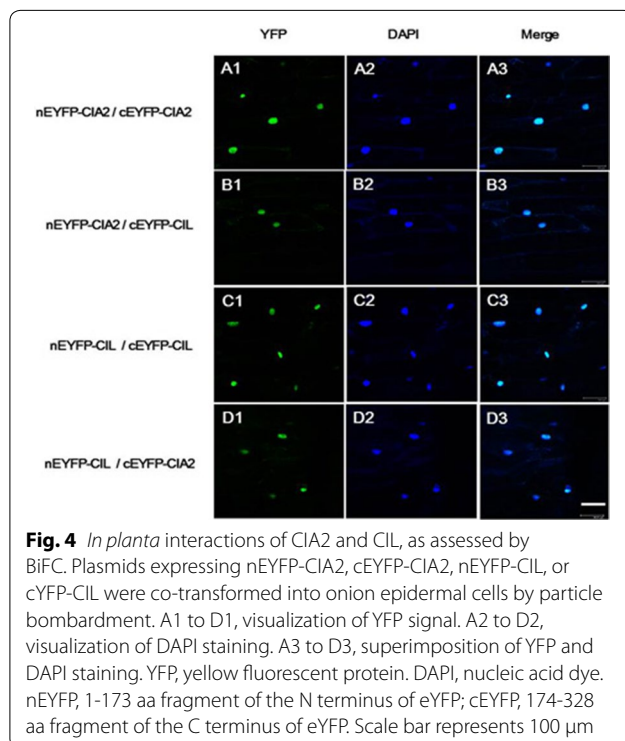 YFP DAPI Merge
nEYFP-CIA2 / cEYFP-CIA2
A1 A2 A3
nEYFP-CIA2 / cEYFP-CIL
B1 B2 B3
nEYFP-CIL / cEYFP-CIL
C1 C2 C3
nEYFP-CIL / cEYFP-CIA2
D1 D2 D3
Fig. 4 In planta interactions of CIA2 and CIL, as assessed by
BiFC. Plasmids expressing nEYFP-CIA2, cEYFP-CIA2, nEYFP-CIL, or
cYFP-CIL were co-transformed into onion epidermal cells by particle
bombardment. A1 to D1, visualization of YFP signal. A2 to D2,
visualization of DAPI staining. A3 to D3, superimposition of YFP and
DAPI staining. YFP, yellow fluorescent protein. DAPI, nucleic acid dye.
nEYFP, 1-173 aa fragment of the N terminus of eYFP; cEYFP, 174-328
aa fragment of the C terminus of eYFP. Scale bar represents 100 μm